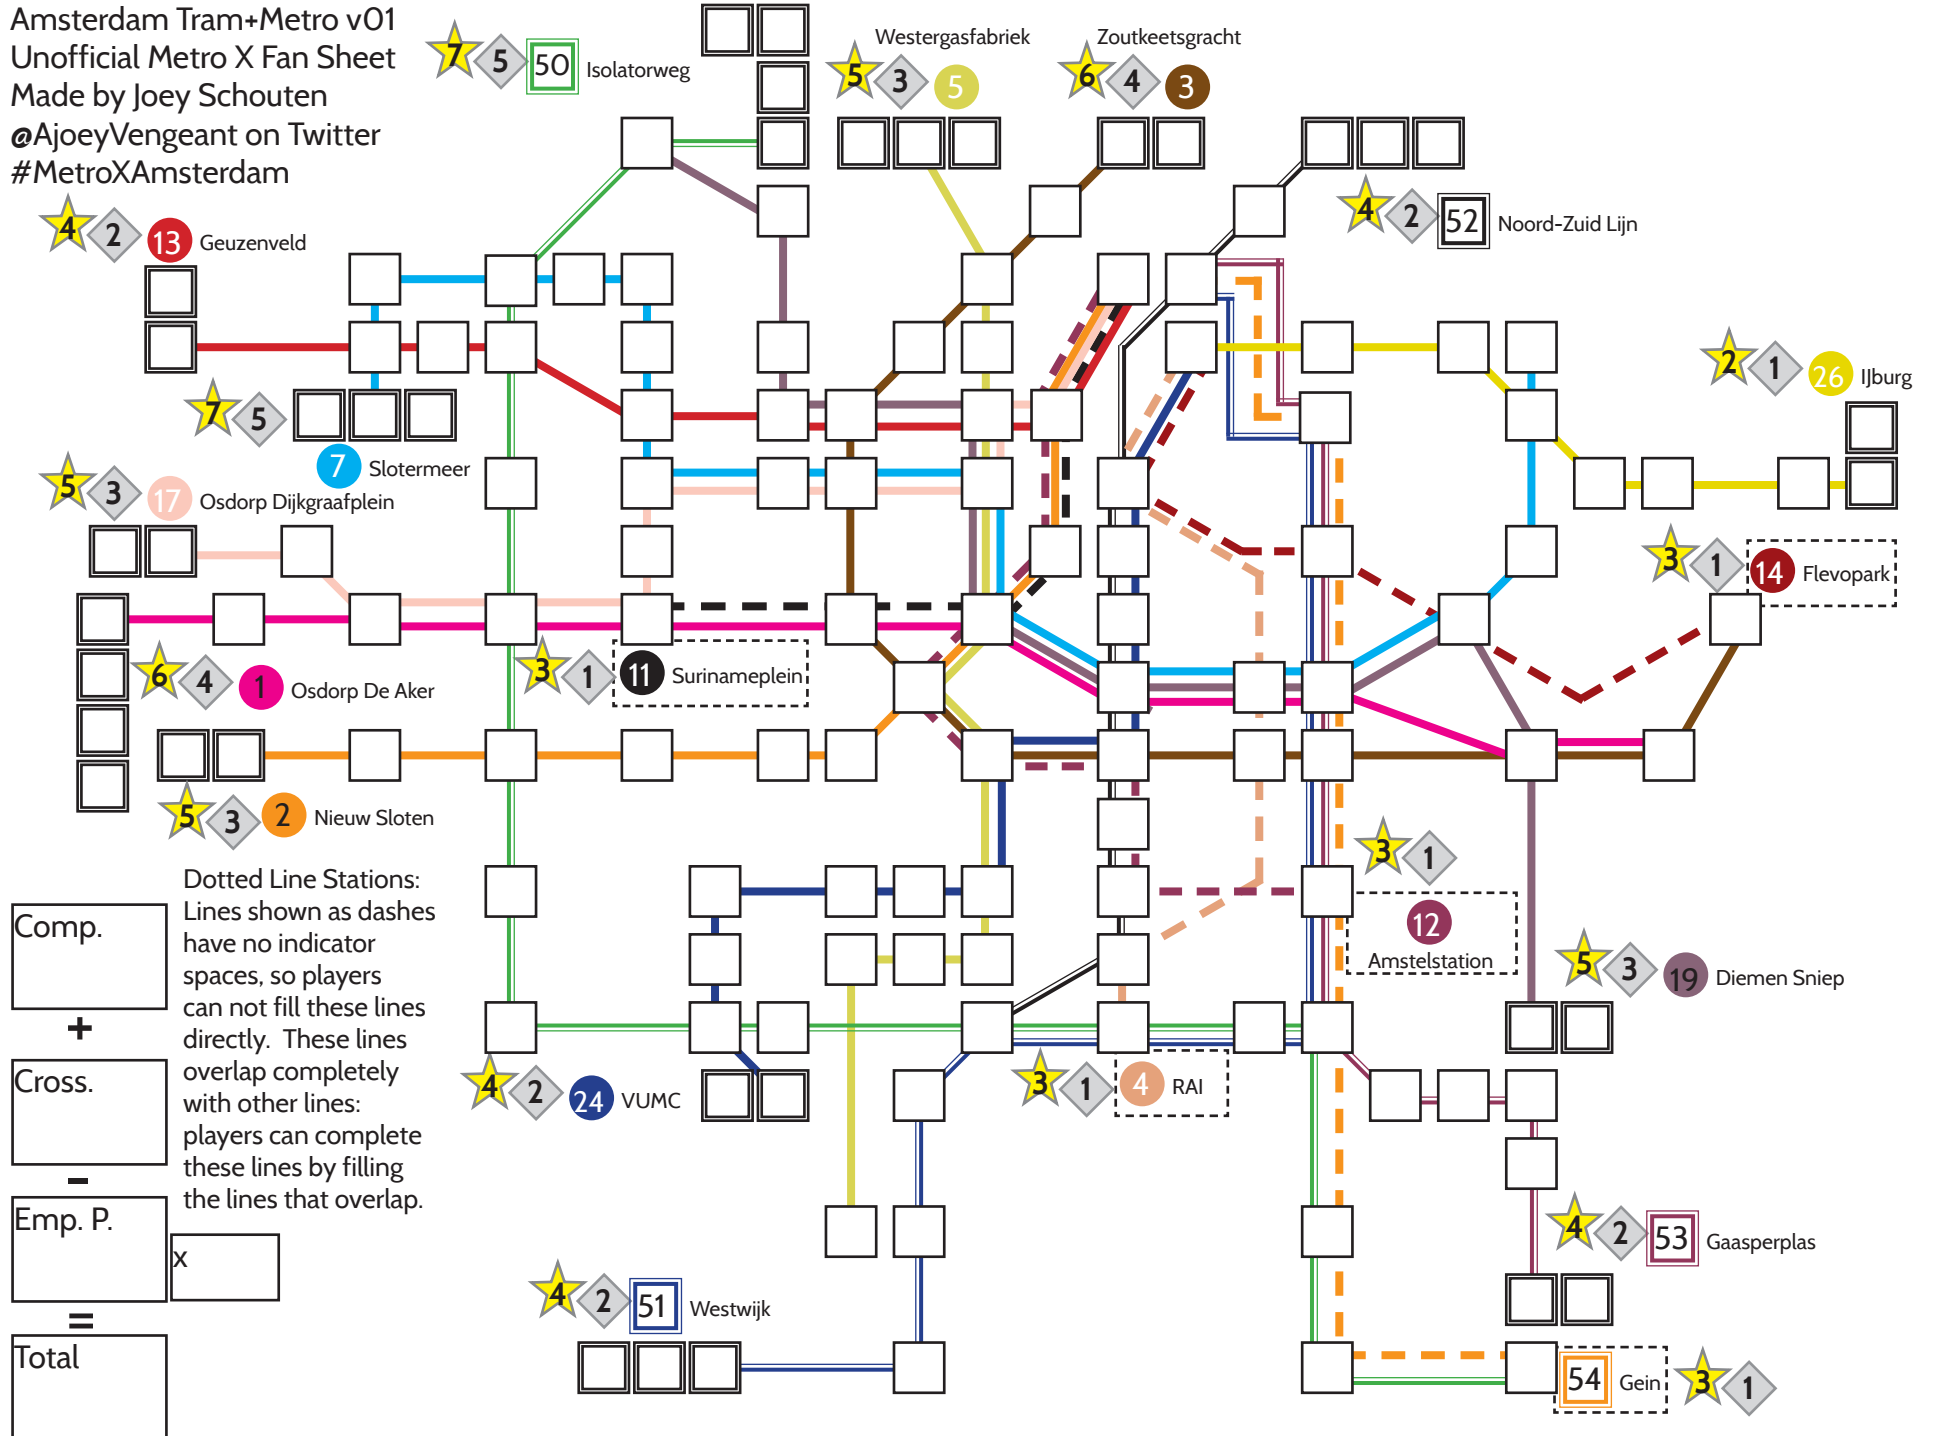 Amsterdam Tram+Metro v01
Unofficial Metro X Fan Sheet
Made by Joey Schouten
@AjoeyVengeant on Twitter
#MetroXAmsterdam
7 5 50 Isolatorweg
Westergasfabriek
5 3 5
Zoutkeetsgracht
6 4 3
4 2 13 Geuzenveld
4 2 52 Noord-Zuid Lijn
2 1 26 IJburg
7 5
7 Slotermeer
5 3 17 Osdorp Dijkgraafplein
3 1 14 Flevopark
6 4 1 Osdorp De Aker
3 1 11 Surinameplein
5 3 2 Nieuw Sloten
3 1
12
Amstelstation
5 3 19 Diemen Sniep
Dotted Line Stations:
Lines shown as dashes
have no indicator
spaces, so players
can not fill these lines
directly. These lines
overlap completely
with other lines:
players can complete
these lines by filling
the lines that overlap.
Comp.
+
Cross.
-
Emp. P.
x
=
Total
4 2 24 VUMC
3 1 4 RAI
4 2 53 Gaasperplas
4 2 51 Westwijk
54 Gein 3 1